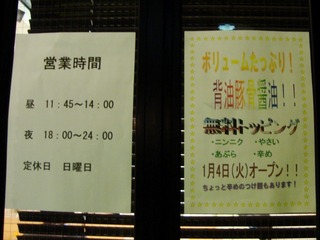 営業時間
昼 11:45〜14:00
夜 18:00〜24:00
定休日 日曜日
ボリュームたっぷり!
背油豚骨醤油!!
無料トッピング
・ニンニク ・やさい
・あぶら ・辛め
1月4日(火)オープン!!
ちょっと辛めのつけ麺もあります!